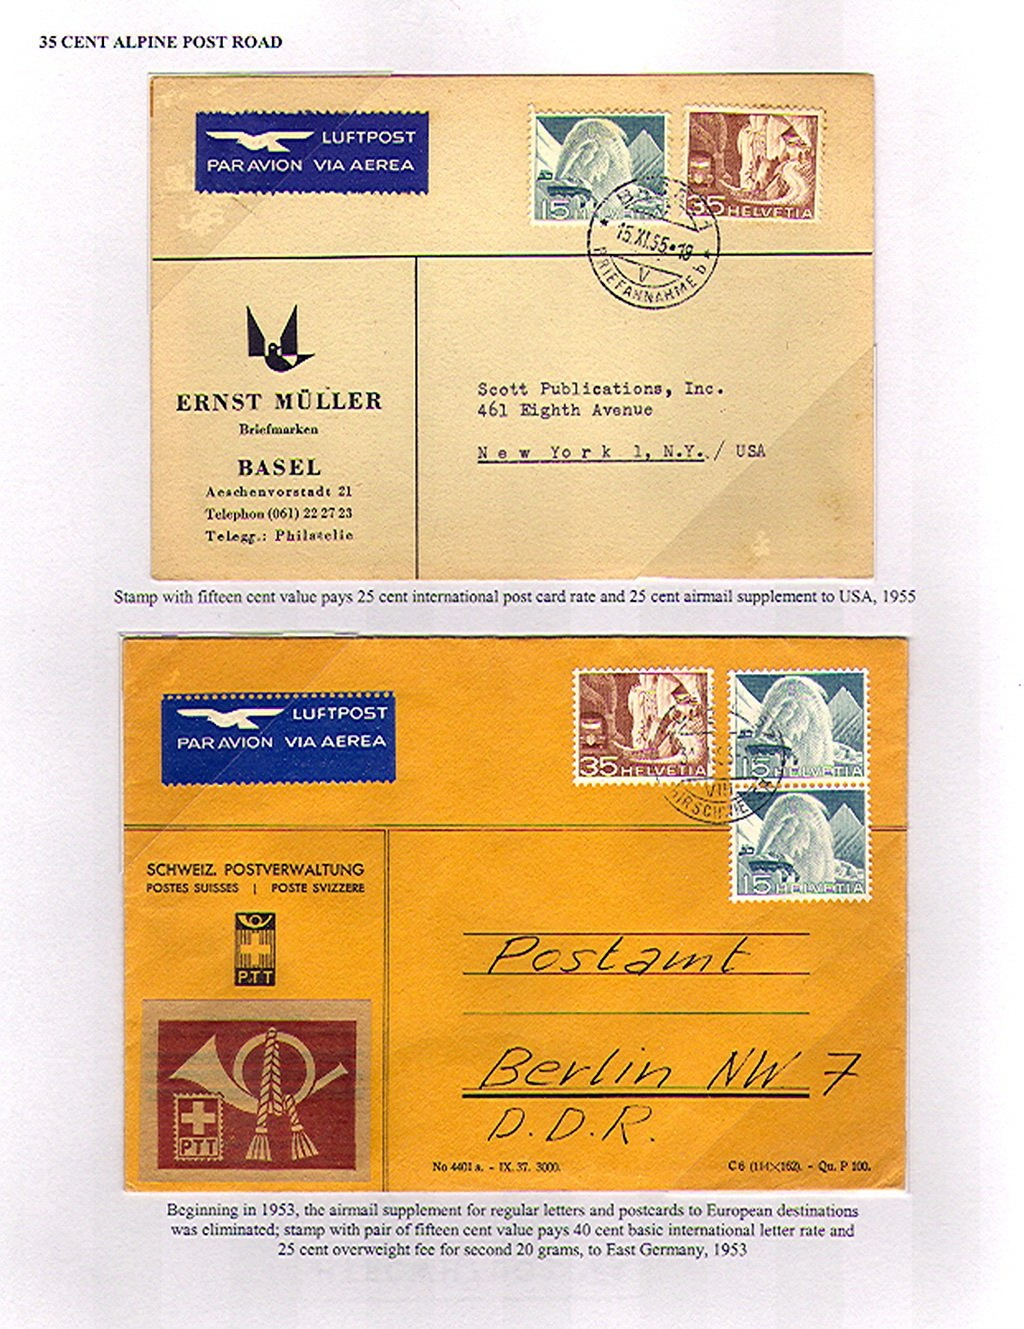 35 CENT ALPINE POST ROAD
LUFTPOST
PAR AVION VIA AEREA
15 HELVETIA
35 HELVETIA
15.XI.55-19
V
BRIEFANNAHME b
ERNST MÜLLER
Briefmarken
BASEL
Aeschenvorstadt 21
Telephon (061) 22 27 23
Telegr.: Philatelie
Scott Publications, Inc.
461 Eighth Avenue
New York 1, N.Y. / USA
Stamp with fifteen cent value pays 25 cent international post card rate and 25 cent airmail supplement to USA, 1955
LUFTPOST
PAR AVION VIA AEREA
35 HELVETIA
15 HELVETIA
15 HELVETIA
VIII
SCHWEIZ. POSTVERWALTUNG
POSTES SUISSES | POSTE SVIZZERE
PTT
PTT
Postamt
Berlin NW 7
D.D.R.
No 4401 a. - IX. 37. 3000.
C 6 (114×162). - Qu. P 100.
Beginning in 1953, the airmail supplement for regular letters and postcards to European destinations
was eliminated; stamp with pair of fifteen cent value pays 40 cent basic international letter rate and
25 cent overweight fee for second 20 grams, to East Germany, 1953